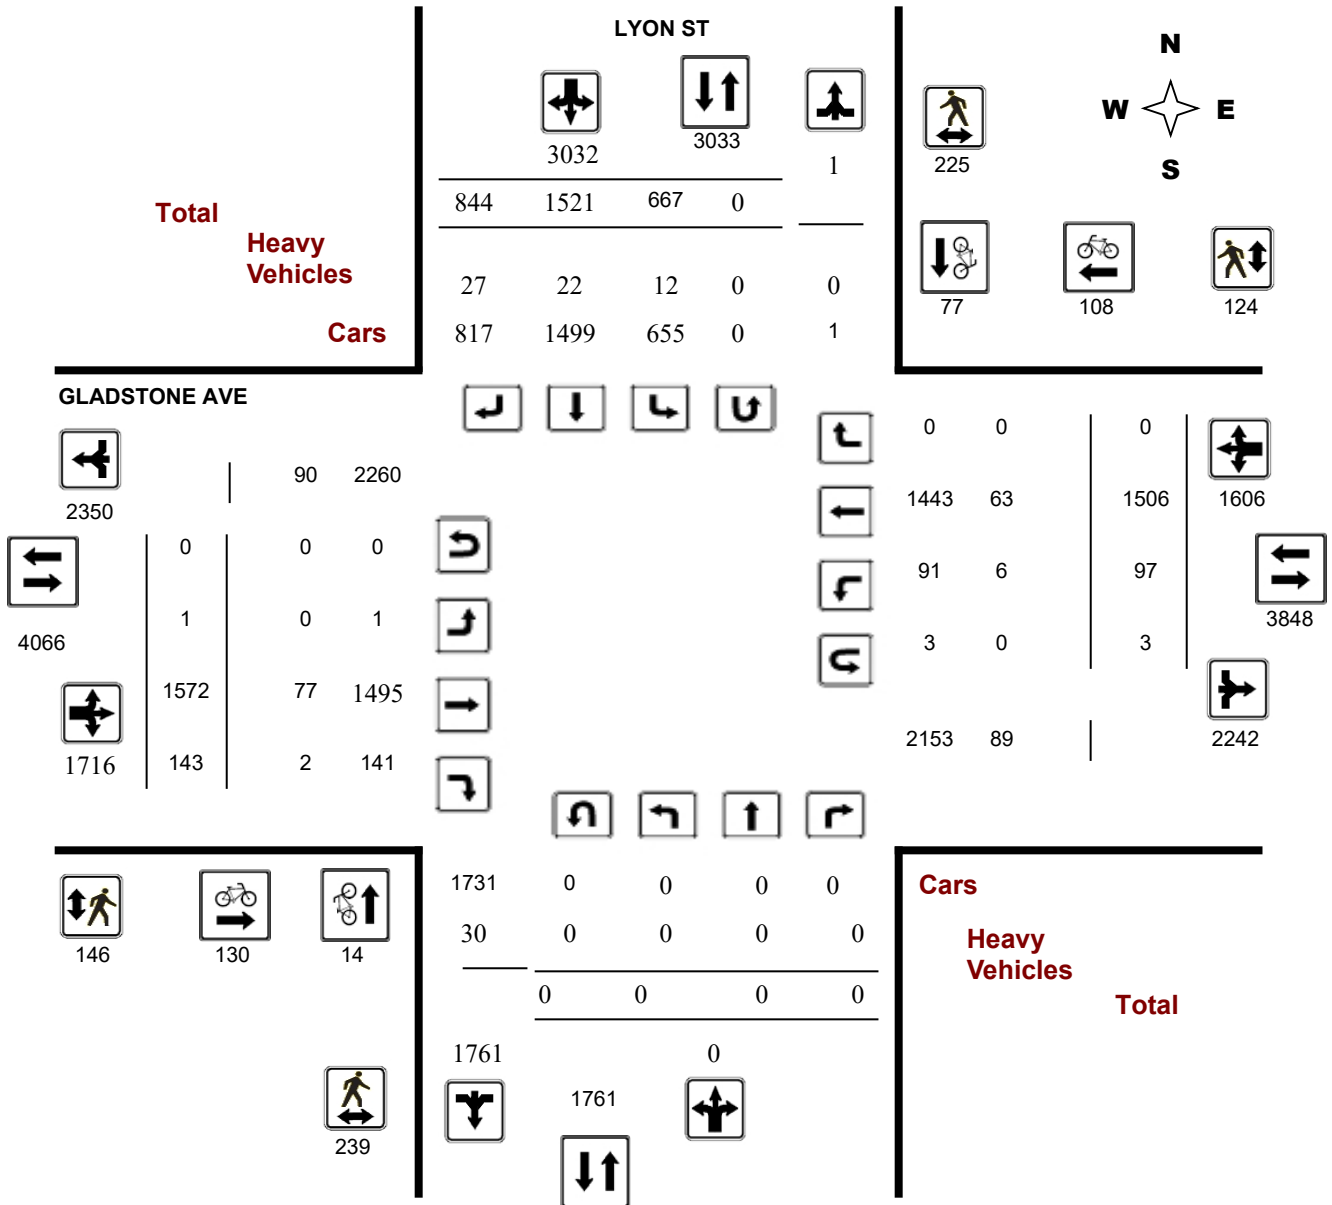 LYON ST
N
W E
S
3032
3033
1
225
844 1521 667 0
Total
Heavy
Vehicles
27 22 12 0 0
77 108 124
Cars
817 1499 655 0 1
GLADSTONE AVE
0 0 0
90 2260
2350
1443 63 1506 1606
0 0 0
91 6 97
3848
1 0 1
4066
3 0 3
1572 77 1495
2153 89 2242
1716 143 2 141
1731 0 0 0 0
Cars
30 0 0 0 0
Heavy
Vehicles
146 130 14
0 0 0 0
Total
1761 0
1761
239